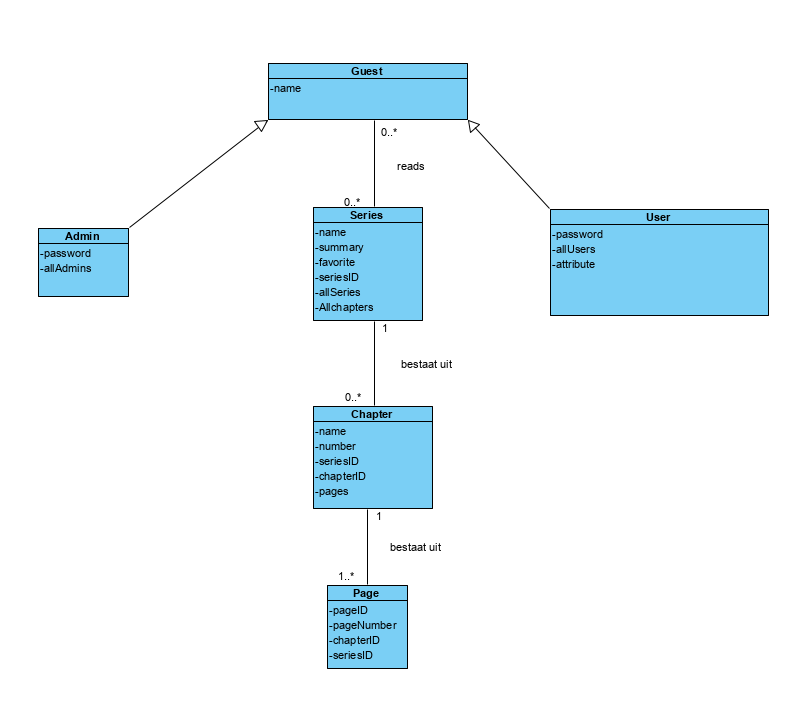 Guest
-name
0..*
reads
0..*
Series
-name
-summary
-favorite
-seriesID
-allSeries
-Allchapters
Admin
-password
-allAdmins
User
-password
-allUsers
-attribute
1
bestaat uit
0..*
Chapter
-name
-number
-seriesID
-chapterID
-pages
1
bestaat uit
1..*
Page
-pageID
-pageNumber
-chapterID
-seriesID